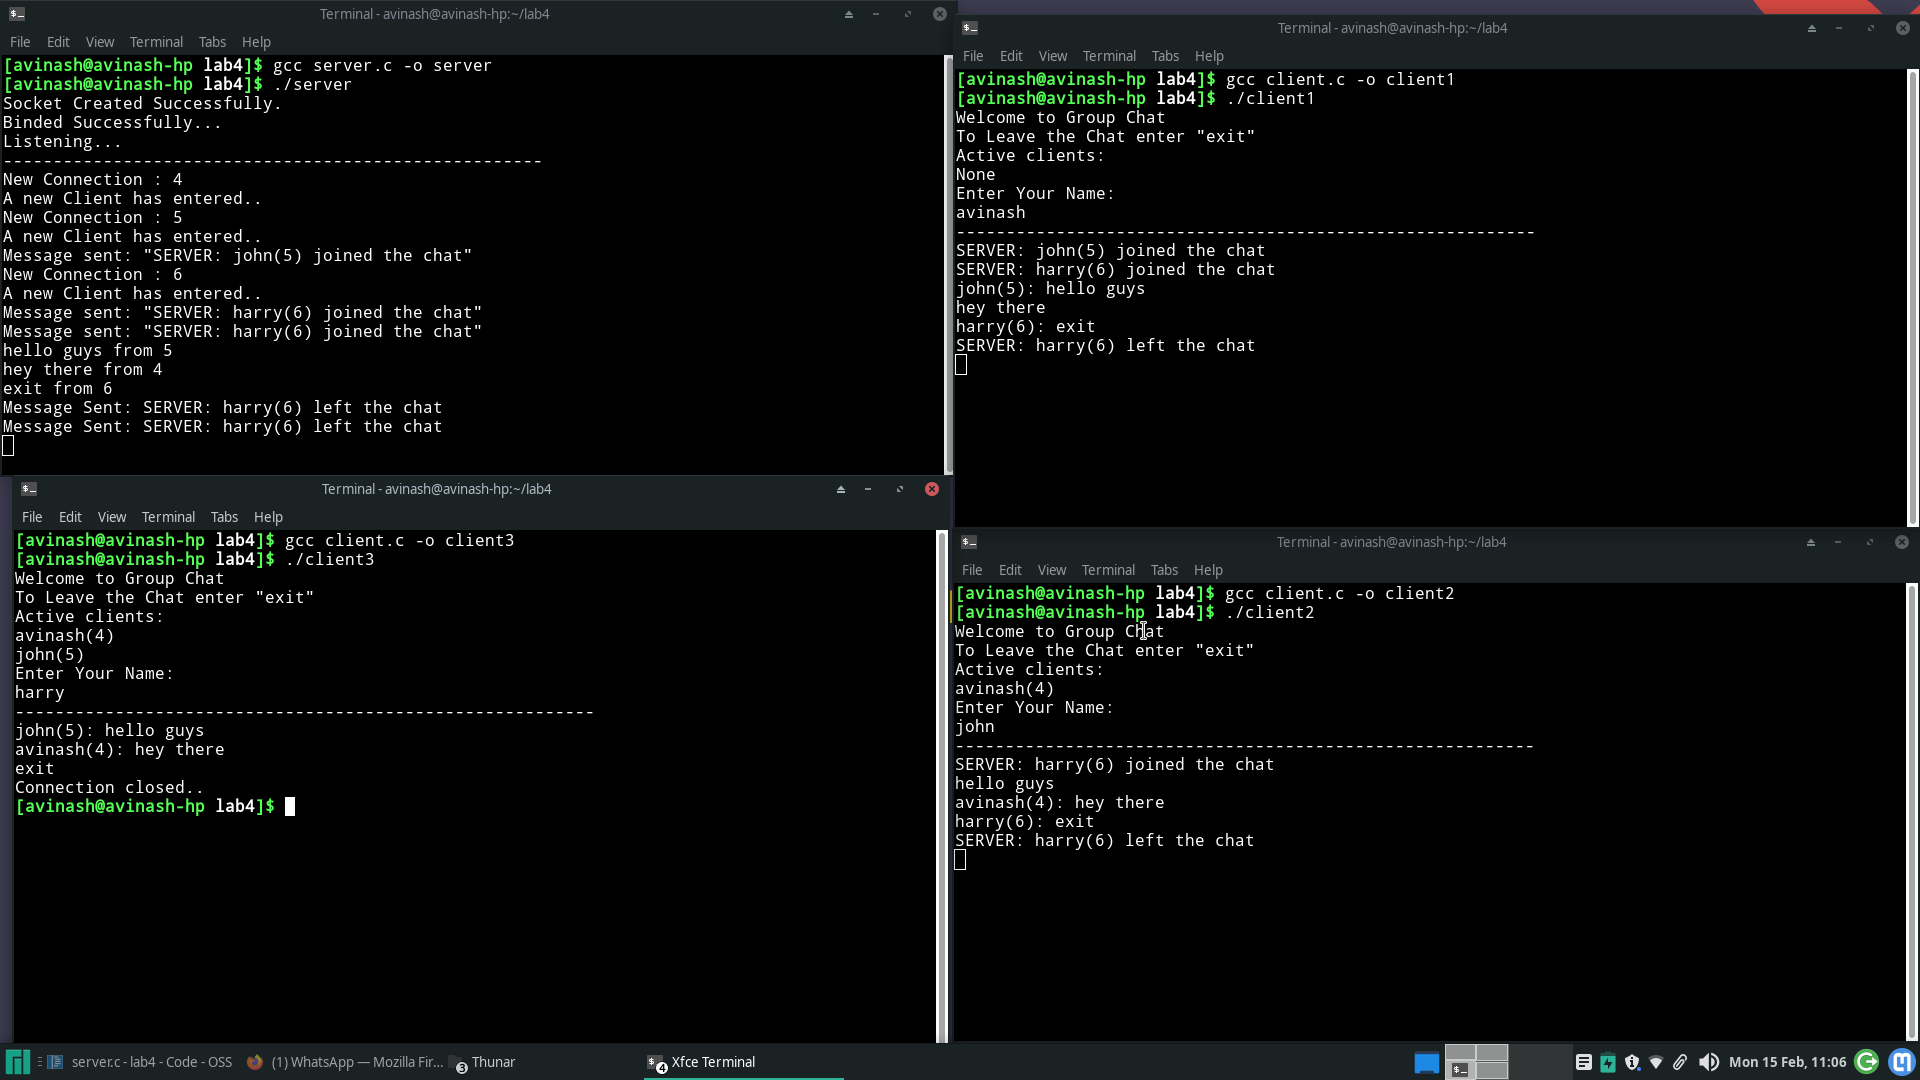 Terminal - avinash@avinash-hp:~/lab4
File Edit View Terminal Tabs Help
[avinash@avinash-hp lab4]$ gcc server.c -o server
[avinash@avinash-hp lab4]$ ./server
Socket Created Successfully.
Binded Successfully...
Listening...
------------------------------------------------------
New Connection : 4
A new Client has entered..
New Connection : 5
A new Client has entered..
Message sent: "SERVER: john(5) joined the chat"
New Connection : 6
A new Client has entered..
Message sent: "SERVER: harry(6) joined the chat"
Message sent: "SERVER: harry(6) joined the chat"
hello guys from 5
hey there from 4
exit from 6
Message Sent: SERVER: harry(6) left the chat
Message Sent: SERVER: harry(6) left the chat
Terminal - avinash@avinash-hp:~/lab4
File Edit View Terminal Tabs Help
[avinash@avinash-hp lab4]$ gcc client.c -o client1
[avinash@avinash-hp lab4]$ ./client1
Welcome to Group Chat
To Leave the Chat enter "exit"
Active clients:
None
Enter Your Name:
avinash
----------------------------------------------------------
SERVER: john(5) joined the chat
SERVER: harry(6) joined the chat
john(5): hello guys
hey there
harry(6): exit
SERVER: harry(6) left the chat
Terminal - avinash@avinash-hp:~/lab4
File Edit View Terminal Tabs Help
[avinash@avinash-hp lab4]$ gcc client.c -o client3
[avinash@avinash-hp lab4]$ ./client3
Welcome to Group Chat
To Leave the Chat enter "exit"
Active clients:
avinash(4)
john(5)
Enter Your Name:
harry
----------------------------------------------------------
john(5): hello guys
avinash(4): hey there
exit
Connection closed..
[avinash@avinash-hp lab4]$
Terminal - avinash@avinash-hp:~/lab4
File Edit View Terminal Tabs Help
[avinash@avinash-hp lab4]$ gcc client.c -o client2
[avinash@avinash-hp lab4]$ ./client2
Welcome to Group Chat
To Leave the Chat enter "exit"
Active clients:
avinash(4)
Enter Your Name:
john
----------------------------------------------------------
SERVER: harry(6) joined the chat
hello guys
avinash(4): hey there
harry(6): exit
SERVER: harry(6) left the chat
server.c - lab4 - Code - OSS (1) WhatsApp — Mozilla Fir... 3 Thunar 4 Xfce Terminal Mon 15 Feb, 11:06